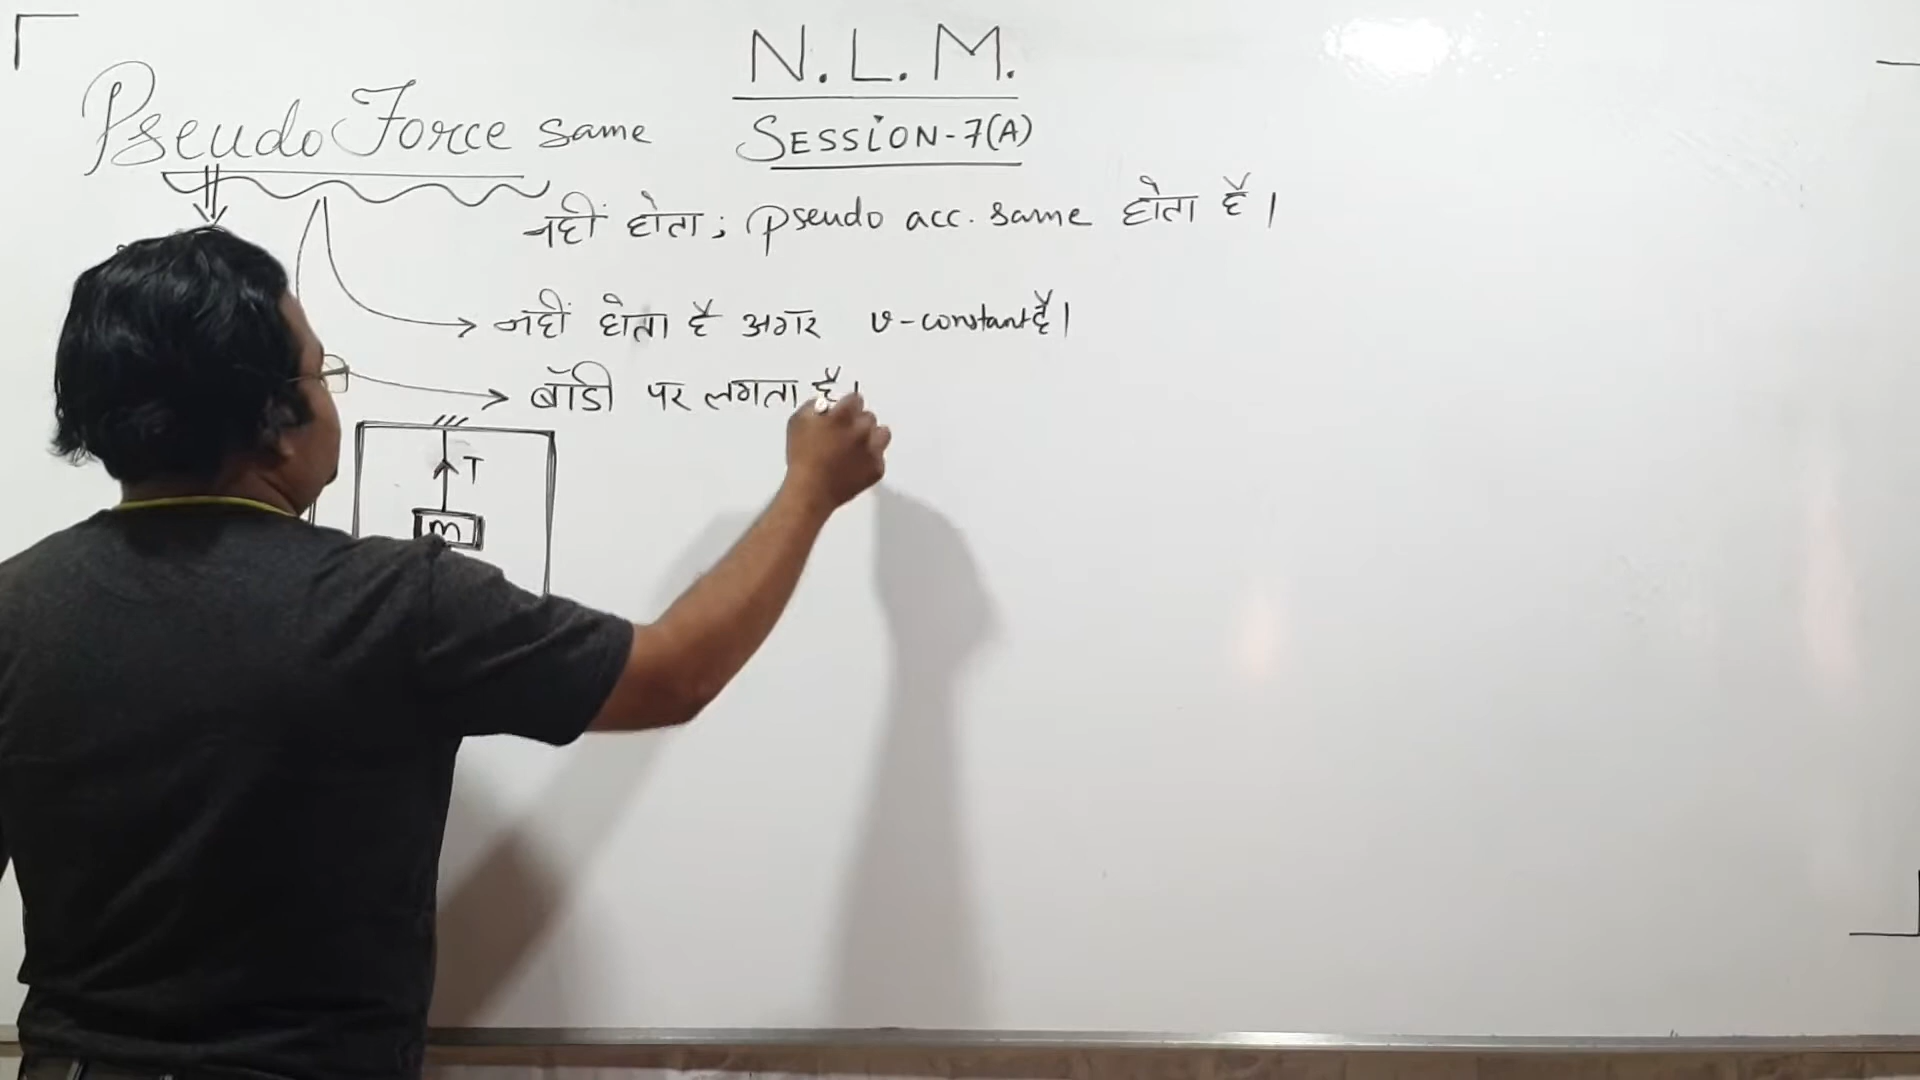 N. L. M.
SESSION-7(A)
Pseudo Force same
नहीं होता; pseudo acc. same होता है।
नहीं होता है अगर v-constant है।
बॉडी पर लगता है।
T
m